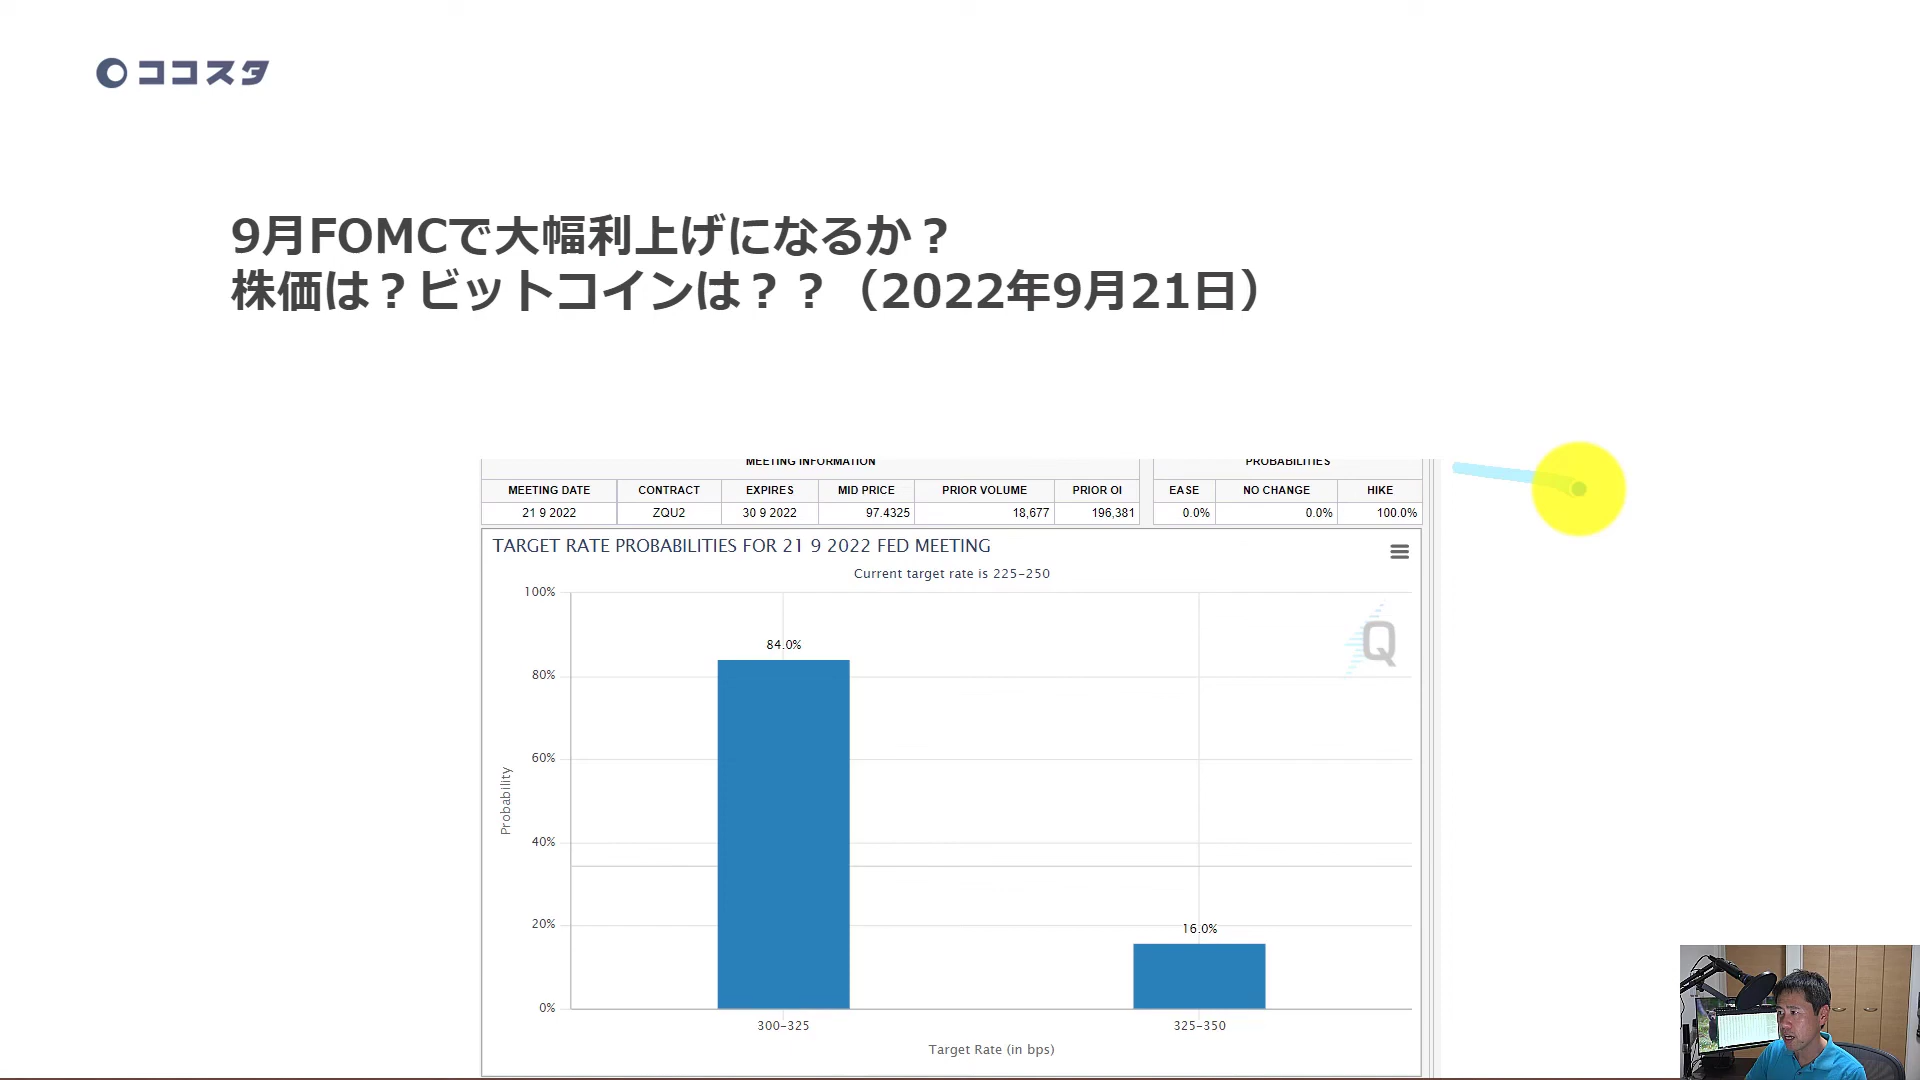 ココスタ
9月FOMCで大幅利上げになるか？
株価は？ビットコインは？？（2022年9月21日）
MEETING INFORMATION
PROBABILITIES
MEETING DATE CONTRACT EXPIRES MID PRICE PRIOR VOLUME PRIOR OI EASE NO CHANGE HIKE
21 9 2022 ZQU2 30 9 2022 97.4325 18,677 196,381 0.0% 0.0% 100.0%
TARGET RATE PROBABILITIES FOR 21 9 2022 FED MEETING
Current target rate is 225-250
100%
84.0%
80%
60%
Probability
40%
20%
16.0%
0%
300-325 325-350
Target Rate (in bps)
Q